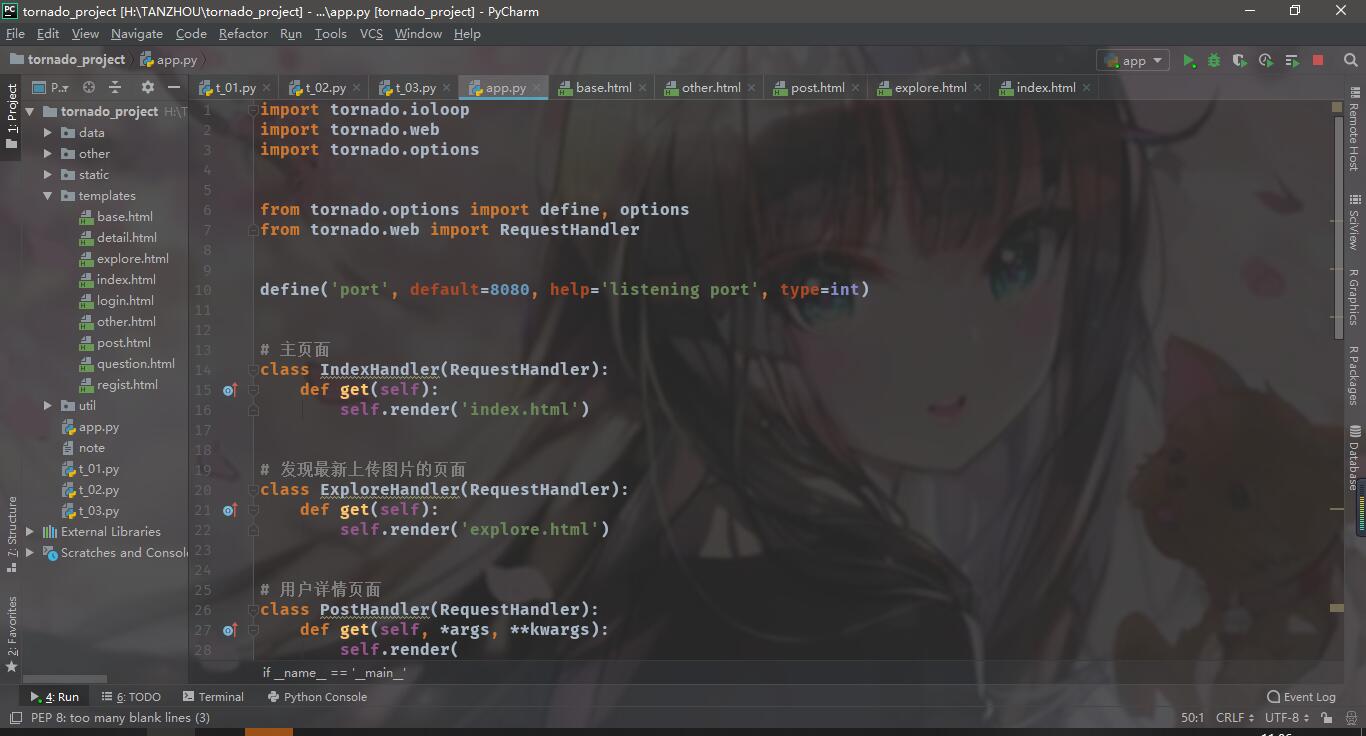 tornado_project [H:\TANZHOU\tornado_project] - ...\app.py [tornado_project] - PyCharm
File Edit View Navigate Code Refactor Run Tools VCS Window Help
tornado_project app.py
app
1: Project
P..
t_01.py t_02.py t_03.py app.py base.html other.html post.html explore.html index.html
tornado_project H:\T
data
other
static
templates
base.html
detail.html
explore.html
index.html
login.html
other.html
post.html
question.html
regist.html
util
app.py
note
t_01.py
t_02.py
t_03.py
External Libraries
Scratches and Consol
7: Structure
2: Favorites
1 import tornado.ioloop
2 import tornado.web
3 import tornado.options
4
5
6 from tornado.options import define, options
7 from tornado.web import RequestHandler
8
9
10 define('port', default=8080, help='listening port', type=int)
11
12
13 # 主页面
14 class IndexHandler(RequestHandler):
15 def get(self):
16 self.render('index.html')
17
18
19 # 发现最新上传图片的页面
20 class ExploreHandler(RequestHandler):
21 def get(self):
22 self.render('explore.html')
23
24
25 # 用户详情页面
26 class PostHandler(RequestHandler):
27 def get(self, *args, **kwargs):
28 self.render(
if __name__ == '__main__'
Remote Host
SciView
R Graphics
R Packages
Database
4: Run 6: TODO Terminal Python Console Event Log
PEP 8: too many blank lines (3) 50:1 CRLF UTF-8